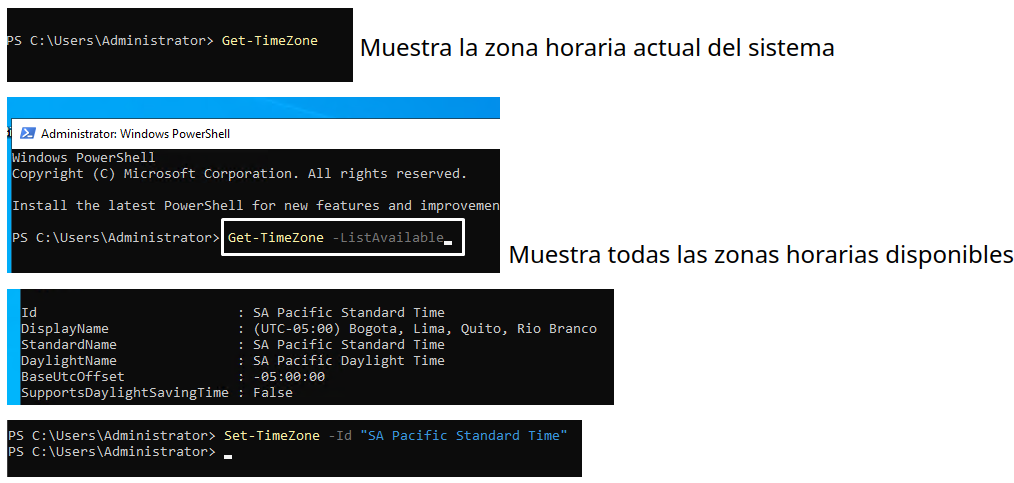 PS C:\Users\Administrator> Get-TimeZone
Muestra la zona horaria actual del sistema
Administrator: Windows PowerShell
Windows PowerShell
Copyright (C) Microsoft Corporation. All rights reserved.
Install the latest PowerShell for new features and improvemen
PS C:\Users\Administrator> Get-TimeZone -ListAvailable
Muestra todas las zonas horarias disponibles
Id                         : SA Pacific Standard Time
DisplayName                : (UTC-05:00) Bogota, Lima, Quito, Rio Branco
StandardName               : SA Pacific Standard Time
DaylightName               : SA Pacific Daylight Time
BaseUtcOffset              : -05:00:00
SupportsDaylightSavingTime : False
PS C:\Users\Administrator> Set-TimeZone -Id "SA Pacific Standard Time"
PS C:\Users\Administrator>